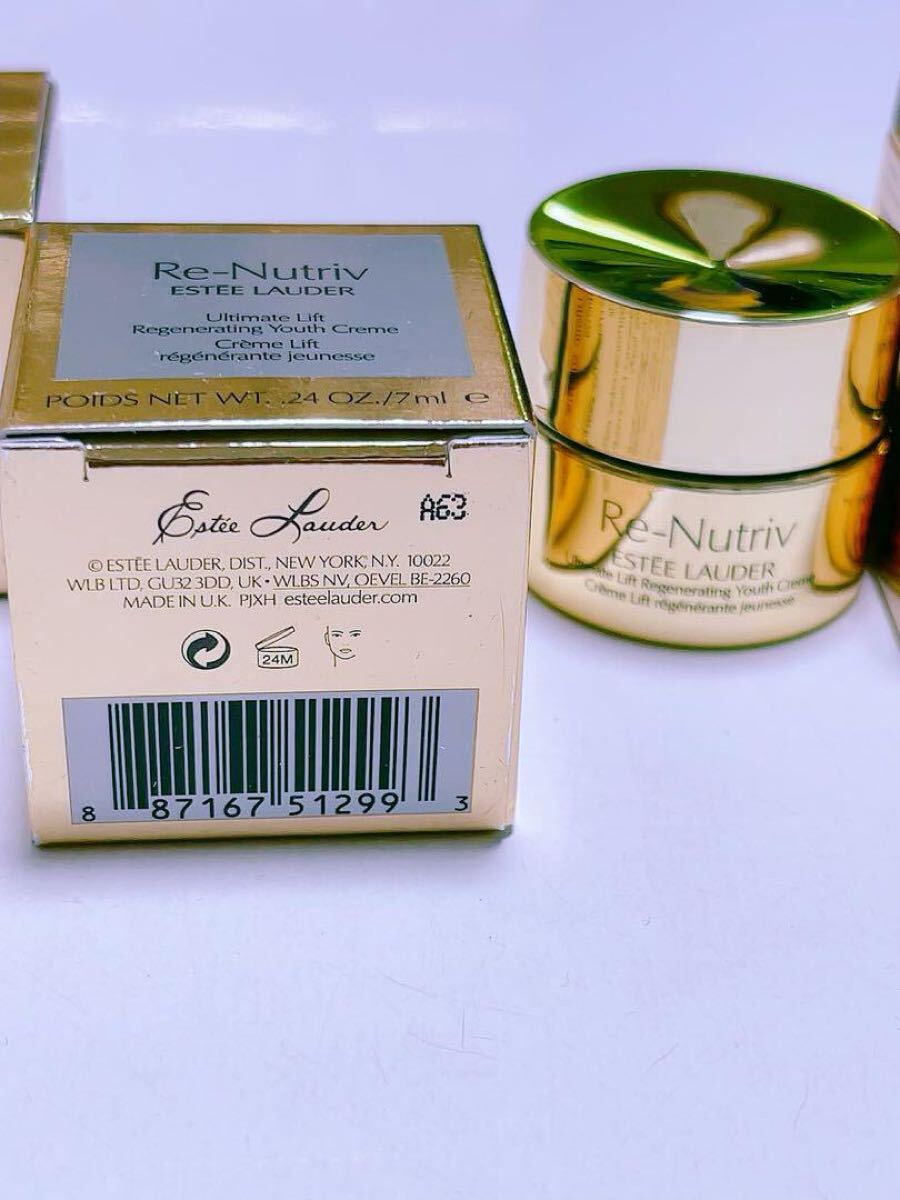 Re-Nutriv
ESTĒE LAUDER
Ultimate Lift
Regenerating Youth Creme
Crème Lift
régénérante jeunesse
POIDS NET WT. .24 OZ./7ml e
Estēe Lauder
A63
© ESTĒE LAUDER, DIST., NEW YORK, N.Y. 10022
WLB LTD, GU32 3DD, UK • WLBS NV, OEVEL BE-2260
MADE IN U.K. PJXH esteelauder.com
24M
8 87167 51299 3
Re-Nutriv
ESTĒE LAUDER
Ultimate Lift Regenerating Youth Creme
Crème Lift régénérante jeunesse